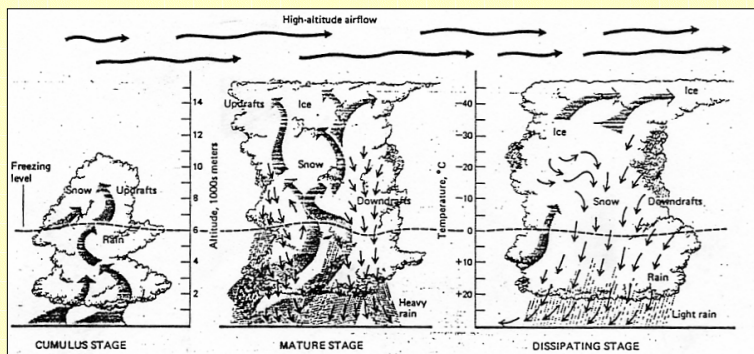 High-altitude airflow
Freezing level
Snow
Updrafts
Rain
CUMULUS STAGE
Altitude, 1000s meters
14
12
10
8
6
4
2
Updrafts
Ice
Snow
Downdrafts
Heavy rain
MATURE STAGE
Temperature, °C
-40
-30
-20
-10
0
+10
+20
Ice
Ice
Snow
Downdrafts
Rain
Light rain
DISSIPATING STAGE